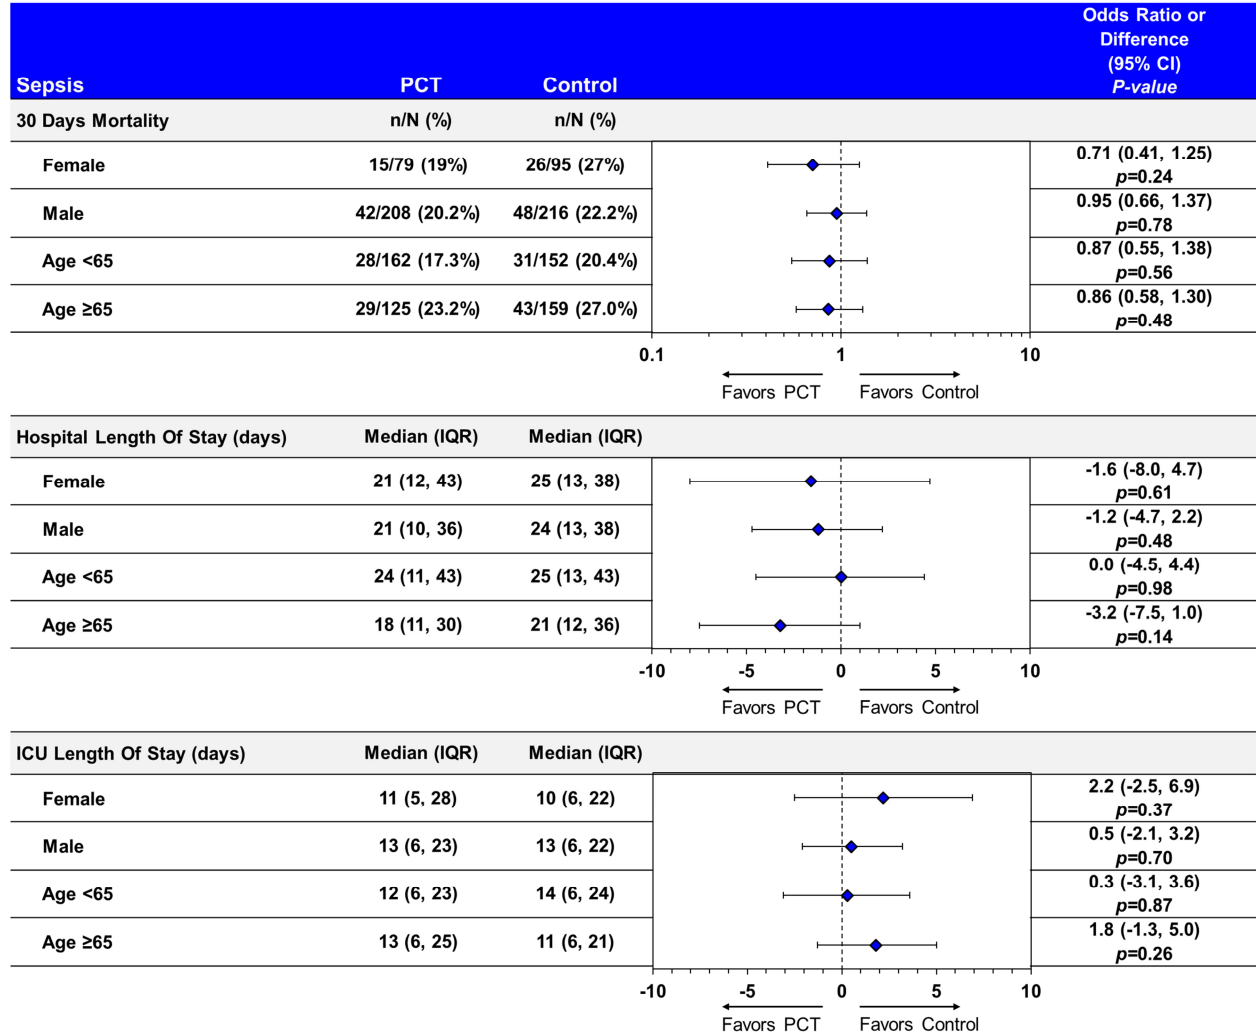 Sepsis PCT Control Odds Ratio or
Difference
(95% CI)
P-value
30 Days Mortality n/N (%) n/N (%)
Female 15/79 (19%) 26/95 (27%) 0.71 (0.41, 1.25)
p=0.24
Male 42/208 (20.2%) 48/216 (22.2%) 0.95 (0.66, 1.37)
p=0.78
Age <65 28/162 (17.3%) 31/152 (20.4%) 0.87 (0.55, 1.38)
p=0.56
Age ≥65 29/125 (23.2%) 43/159 (27.0%) 0.86 (0.58, 1.30)
p=0.48
0.1 1 10
Favors PCT Favors Control
Hospital Length Of Stay (days) Median (IQR) Median (IQR)
Female 21 (12, 43) 25 (13, 38) -1.6 (-8.0, 4.7)
p=0.61
Male 21 (10, 36) 24 (13, 38) -1.2 (-4.7, 2.2)
p=0.48
Age <65 24 (11, 43) 25 (13, 43) 0.0 (-4.5, 4.4)
p=0.98
Age ≥65 18 (11, 30) 21 (12, 36) -3.2 (-7.5, 1.0)
p=0.14
-10 -5 0 5 10
Favors PCT Favors Control
ICU Length Of Stay (days) Median (IQR) Median (IQR)
Female 11 (5, 28) 10 (6, 22) 2.2 (-2.5, 6.9)
p=0.37
Male 13 (6, 23) 13 (6, 22) 0.5 (-2.1, 3.2)
p=0.70
Age <65 12 (6, 23) 14 (6, 24) 0.3 (-3.1, 3.6)
p=0.87
Age ≥65 13 (6, 25) 11 (6, 21) 1.8 (-1.3, 5.0)
p=0.26
-10 -5 0 5 10
Favors PCT Favors Control